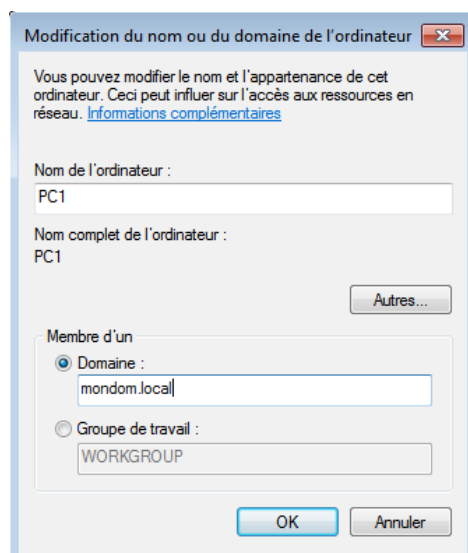 Modification du nom ou du domaine de l'ordinateur
Vous pouvez modifier le nom et l'appartenance de cet
ordinateur. Ceci peut influer sur l'accès aux ressources en
réseau. Informations complémentaires
Nom de l'ordinateur :
PC1
Nom complet de l'ordinateur :
PC1
Autres...
Membre d'un
Domaine :
mondom.local
Groupe de travail :
WORKGROUP
OK
Annuler